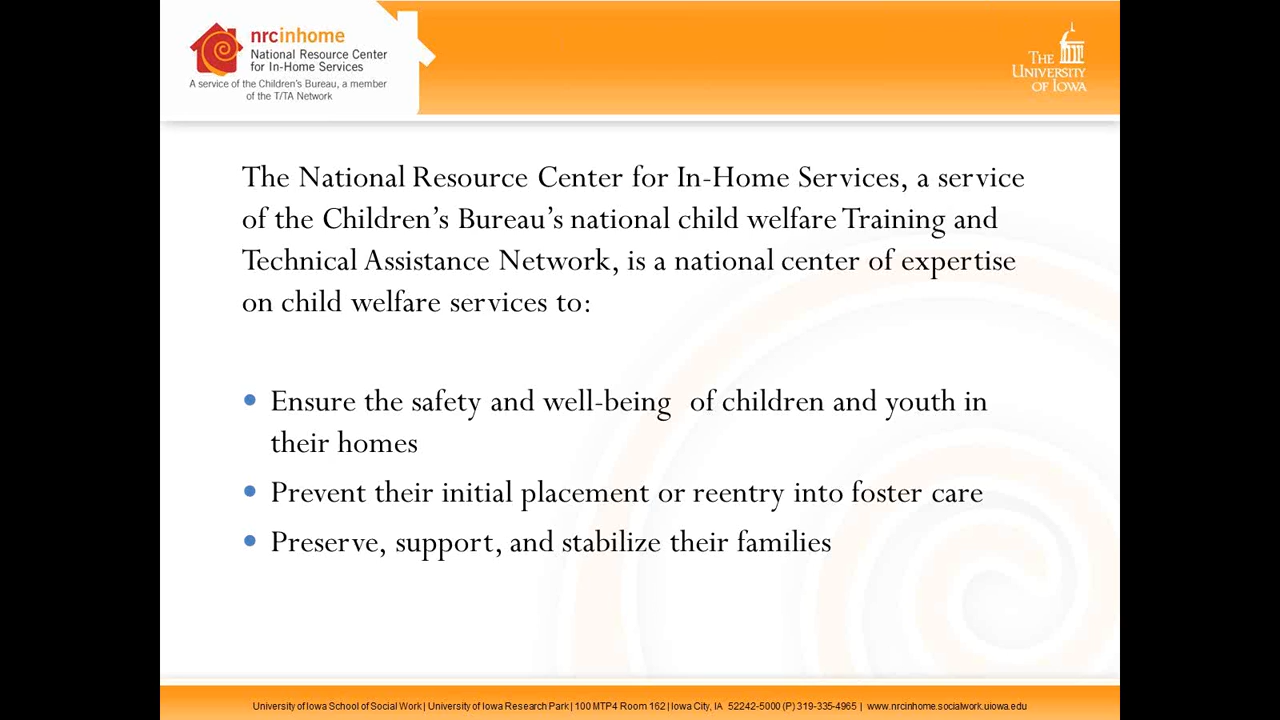 nrcinhome
National Resource Center
for In-Home Services
A service of the Children's Bureau, a member
of the T/TA Network
THE
UNIVERSITY
OF IOWA
The National Resource Center for In-Home Services, a service
of the Children’s Bureau’s national child welfare Training and
Technical Assistance Network, is a national center of expertise
on child welfare services to:
• Ensure the safety and well-being of children and youth in
their homes
• Prevent their initial placement or reentry into foster care
• Preserve, support, and stabilize their families
University of Iowa School of Social Work | University of Iowa Research Park | 100 MTP4 Room 162 | Iowa City, IA 52242-5000 (P) 319-335-4965 | www.nrcinhome.socialwork.uiowa.edu